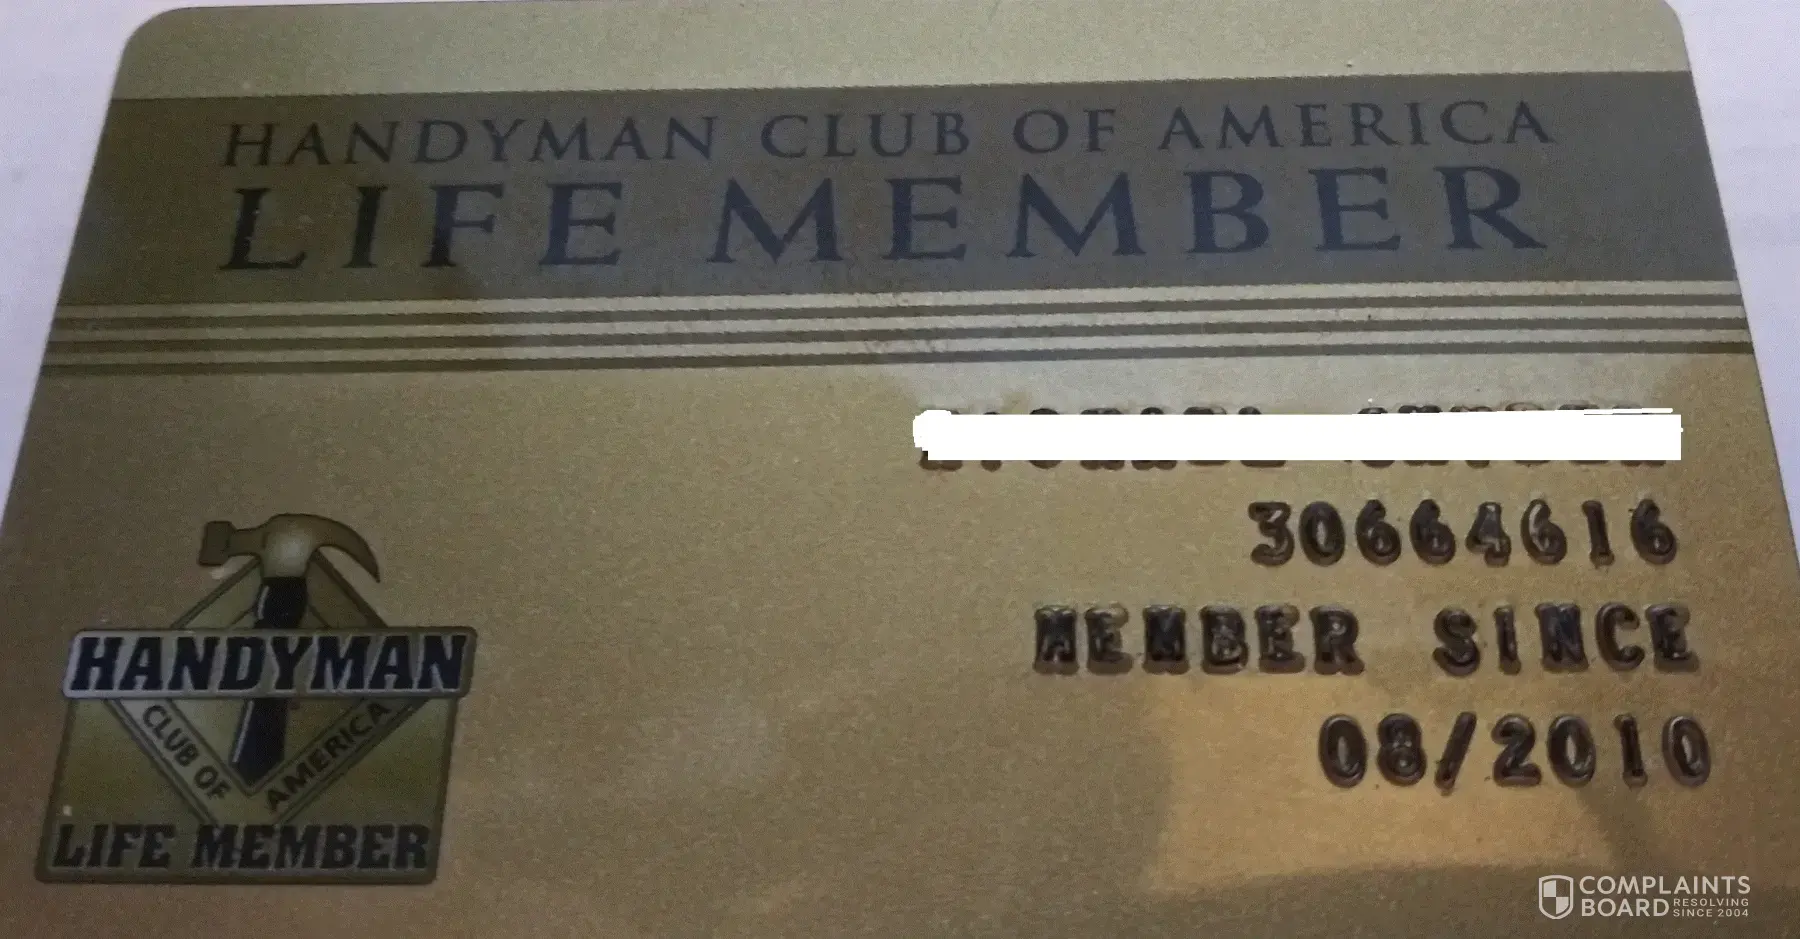 HANDYMAN CLUB OF AMERICA
LIFE MEMBER
30664616
MEMBER SINCE
08/2010
HANDYMAN
CLUB OF AMERICA
LIFE MEMBER
COMPLAINTS
BOARD RESOLVING
SINCE 2004